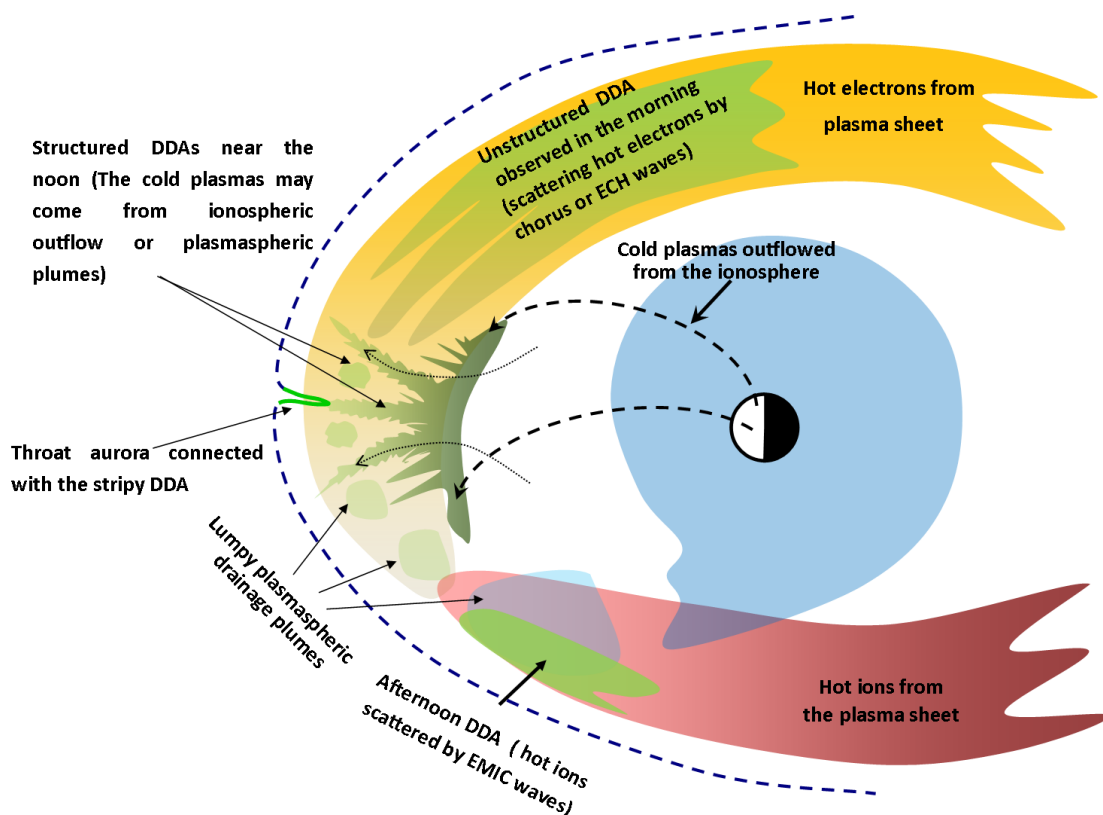 Unstructured DDA
observed in the morning
(scattering hot electrons by
chorus or ECH waves)
Hot electrons from
plasma sheet
Structured DDAs near the
noon (The cold plasmas may
come from ionospheric
outflow or plasmaspheric
plumes)
Cold plasmas outflowed
from the ionosphere
Throat aurora connected
with the stripy DDA
Lumpy plasmaspheric
drainage plumes
Afternoon DDA ( hot ions
scattered by EMIC waves)
Hot ions from
the plasma sheet